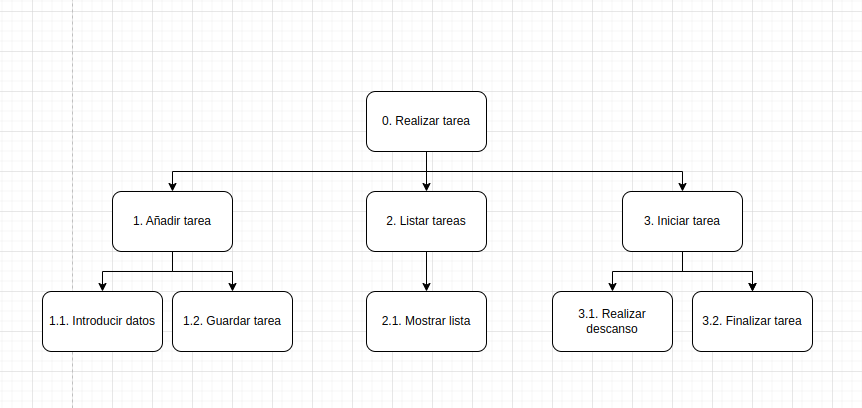 0. Realizar tarea
1. Añadir tarea
2. Listar tareas
3. Iniciar tarea
1.1. Introducir datos
1.2. Guardar tarea
2.1. Mostrar lista
3.1. Realizar
descanso
3.2. Finalizar tarea